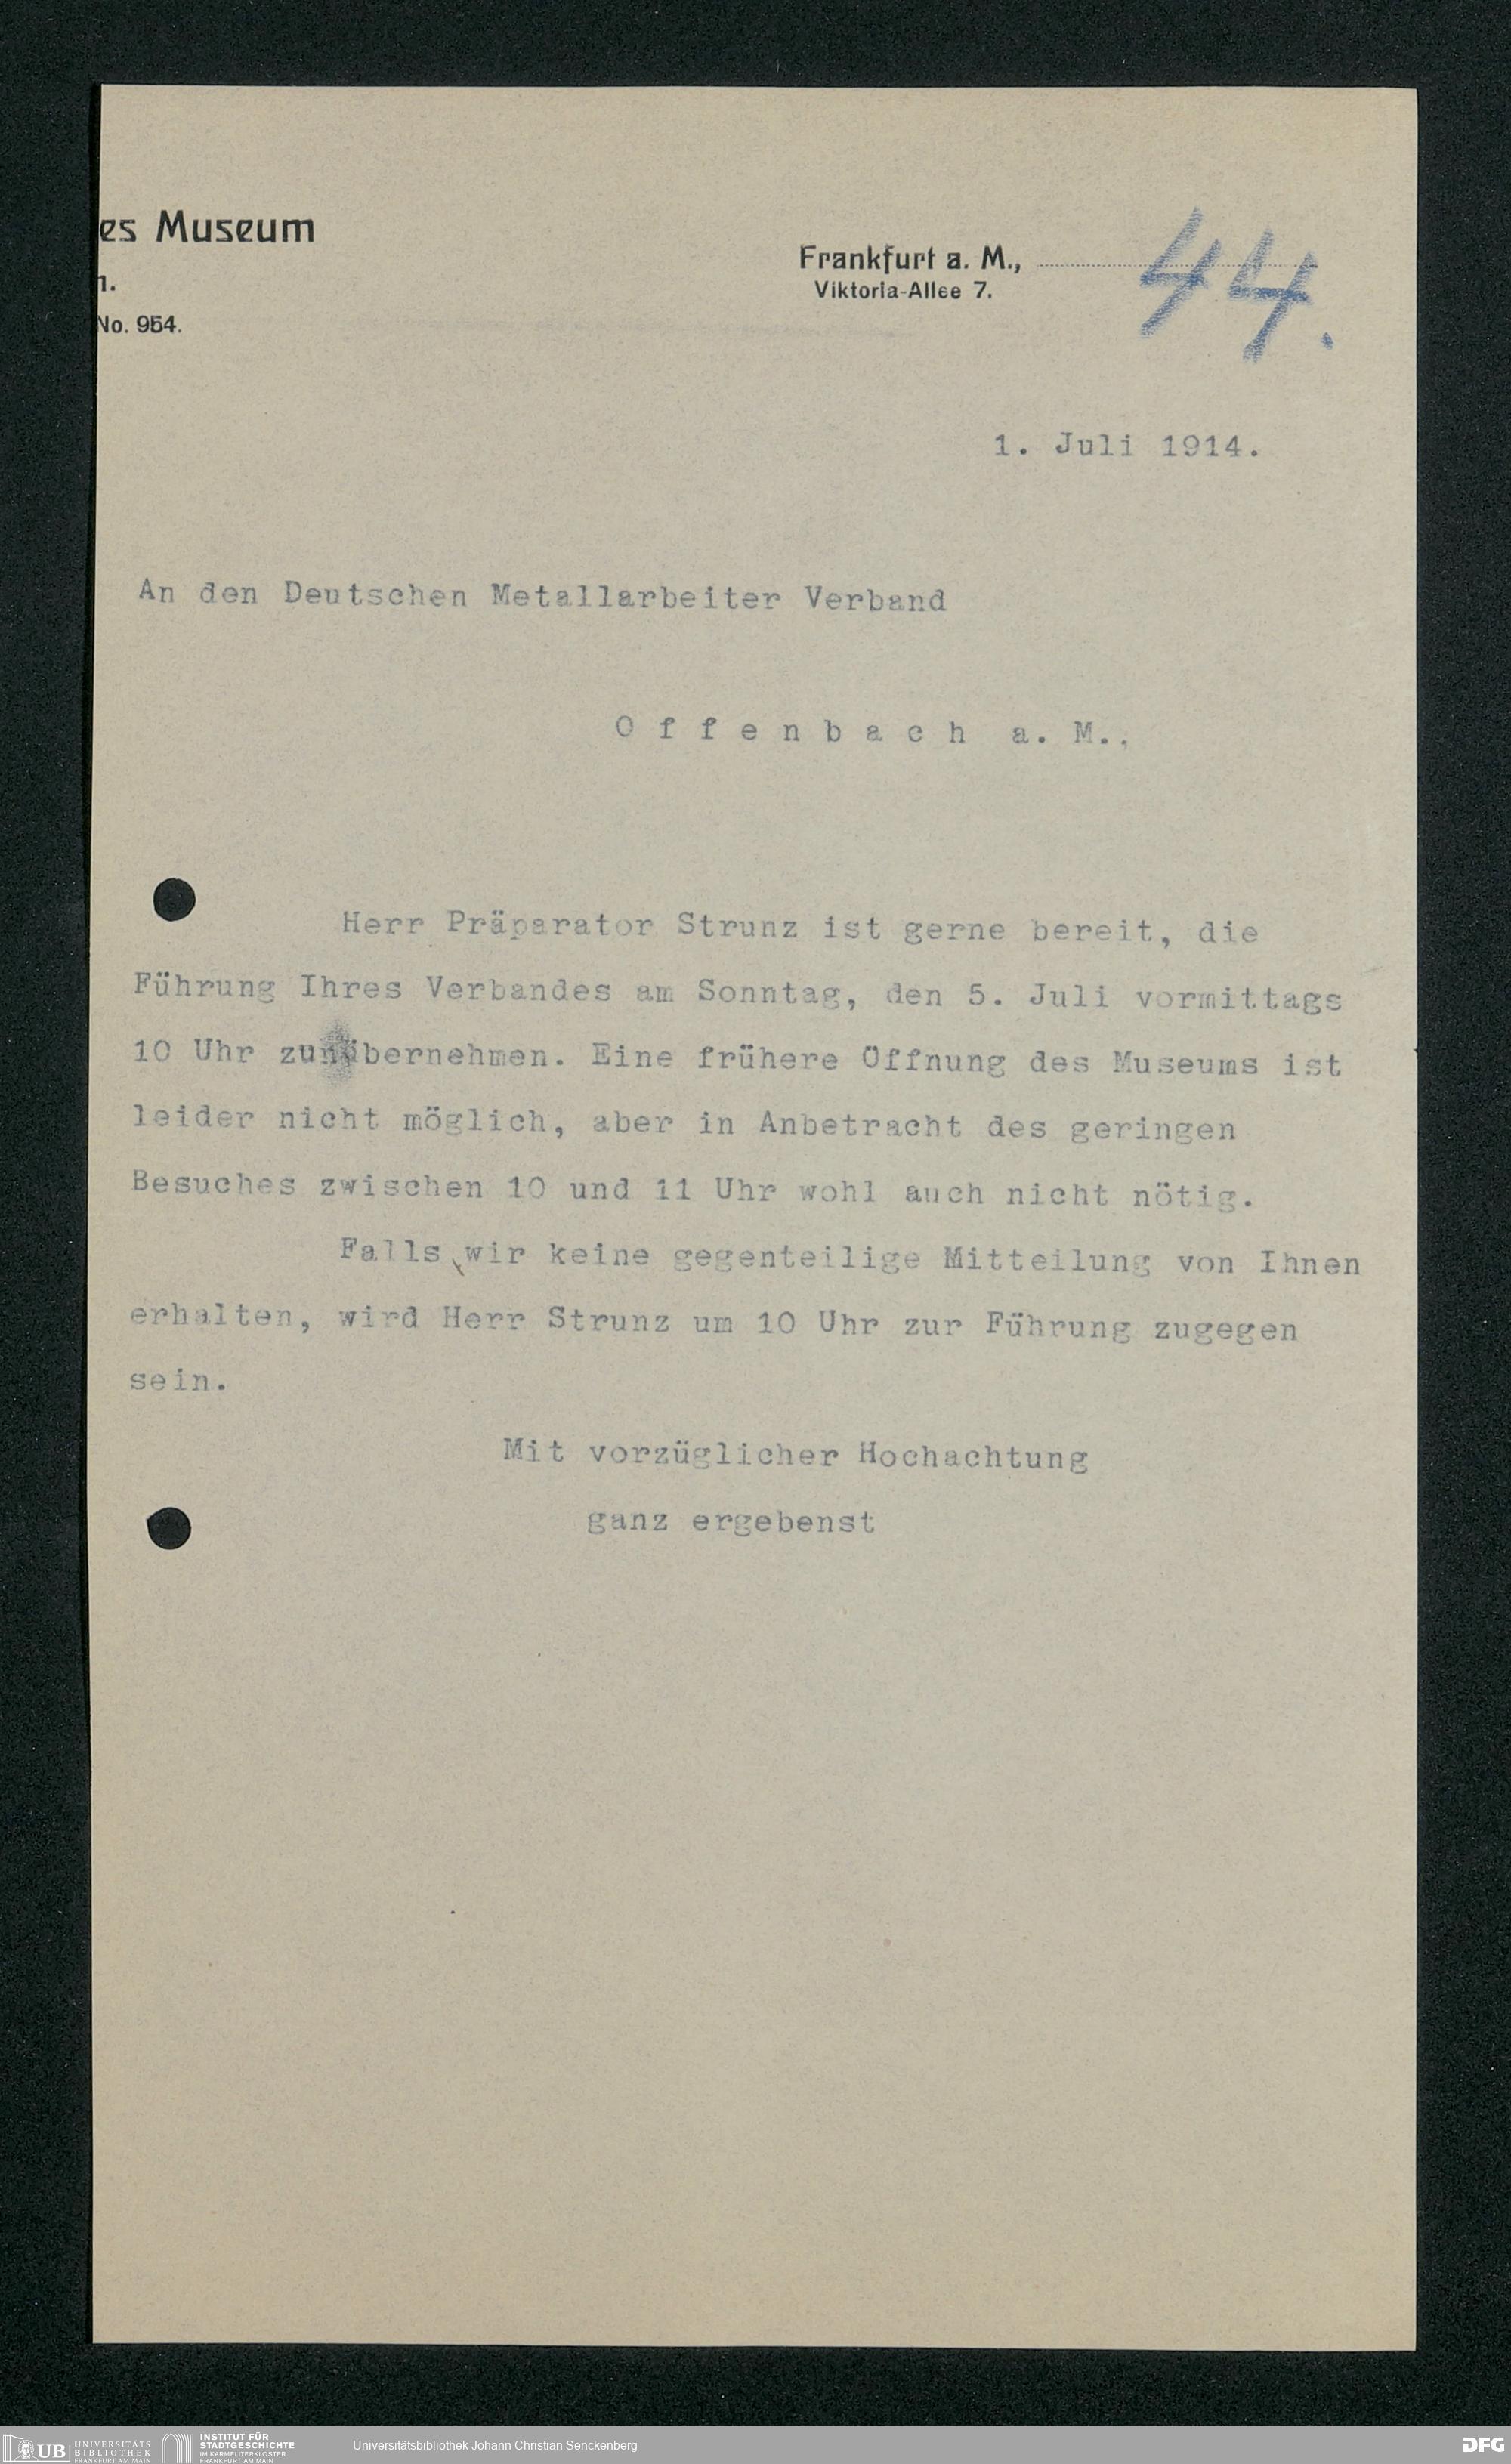 es Museum
Frankfurt a. M.,
Viktoria-Allee 7.
No. 954.
44.
1. Juli 1914.
An den Deutschen Metallarbeiter Verband
Offenbach a. M.,
Herr Präparator Strunz ist gerne bereit, die
Führung Ihres Verbandes am Sonntag, den 5. Juli vormittags
10 Uhr zu übernehmen. Eine frühere Öffnung des Museums ist
leider nicht möglich, aber in Anbetracht des geringen
Besuches zwischen 10 und 11 Uhr wohl auch nicht nötig.
Falls wir keine gegenteilige Mitteilung von Ihnen
erhalten, wird Herr Strunz um 10 Uhr zur Führung zugegen
sein.
Mit vorzüglicher Hochachtung
ganz ergebenst
UB UNIVERSITÄTS BIBLIOTHEK FRANKFURT AM MAIN
INSTITUT FÜR STADTGESCHICHTE IM KARMELITERKLOSTER FRANKFURT AM MAIN
Universitätsbibliothek Johann Christian Senckenberg
DFG